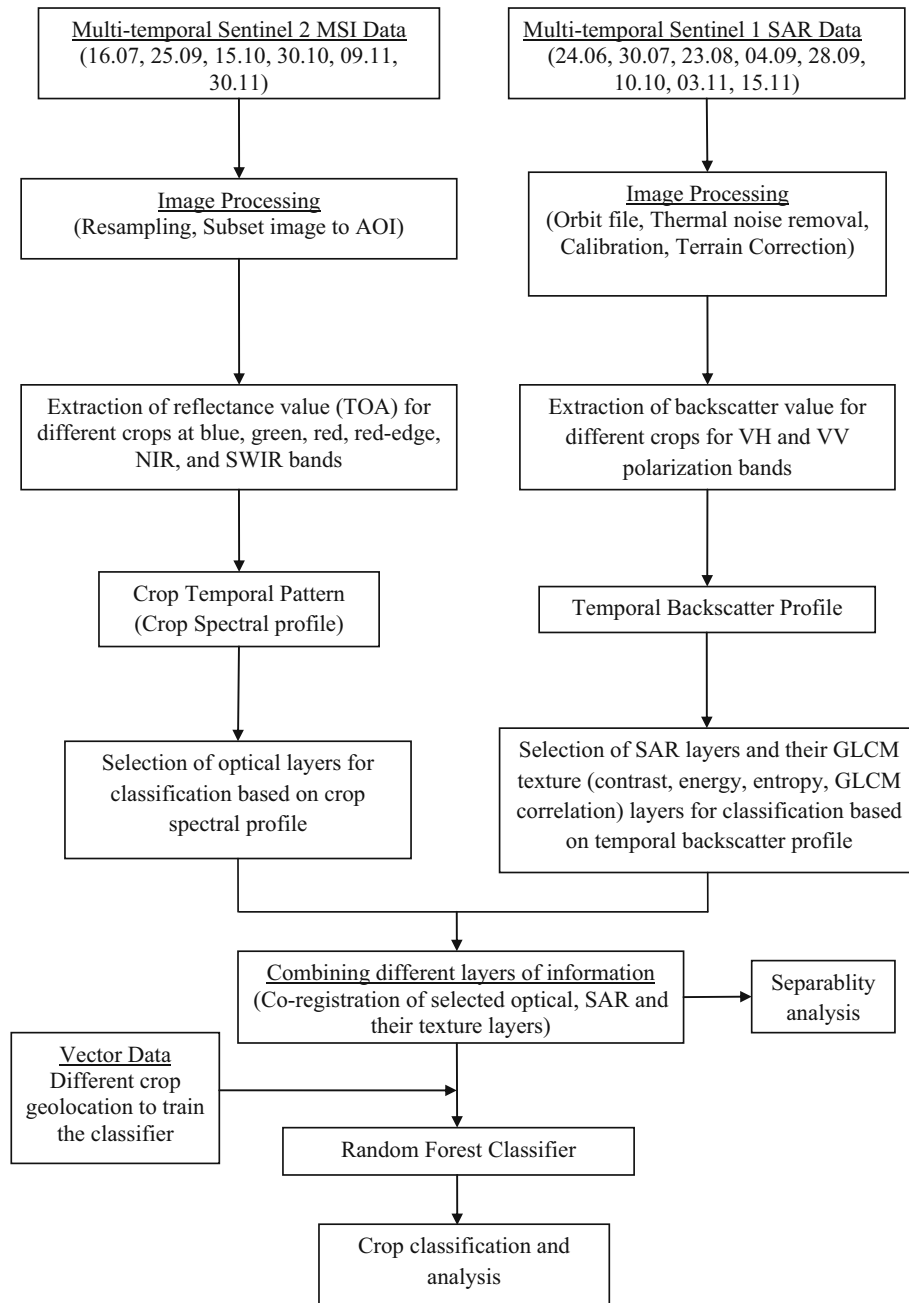 Multi-temporal Sentinel 2 MSI Data
(16.07, 25.09, 15.10, 30.10, 09.11,
30.11)
Multi-temporal Sentinel 1 SAR Data
(24.06, 30.07, 23.08, 04.09, 28.09,
10.10, 03.11, 15.11)
Image Processing
(Resampling, Subset image to AOI)
Image Processing
(Orbit file, Thermal noise removal,
Calibration, Terrain Correction)
Extraction of reflectance value (TOA) for
different crops at blue, green, red, red-edge,
NIR, and SWIR bands
Extraction of backscatter value for
different crops for VH and VV
polarization bands
Crop Temporal Pattern
(Crop Spectral profile)
Temporal Backscatter Profile
Selection of optical layers for
classification based on crop
spectral profile
Selection of SAR layers and their GLCM
texture (contrast, energy, entropy, GLCM
correlation) layers for classification based
on temporal backscatter profile
Combining different layers of information
(Co-registration of selected optical, SAR and
their texture layers)
Separablity
analysis
Vector Data
Different crop
geolocation to train
the classifier
Random Forest Classifier
Crop classification and
analysis